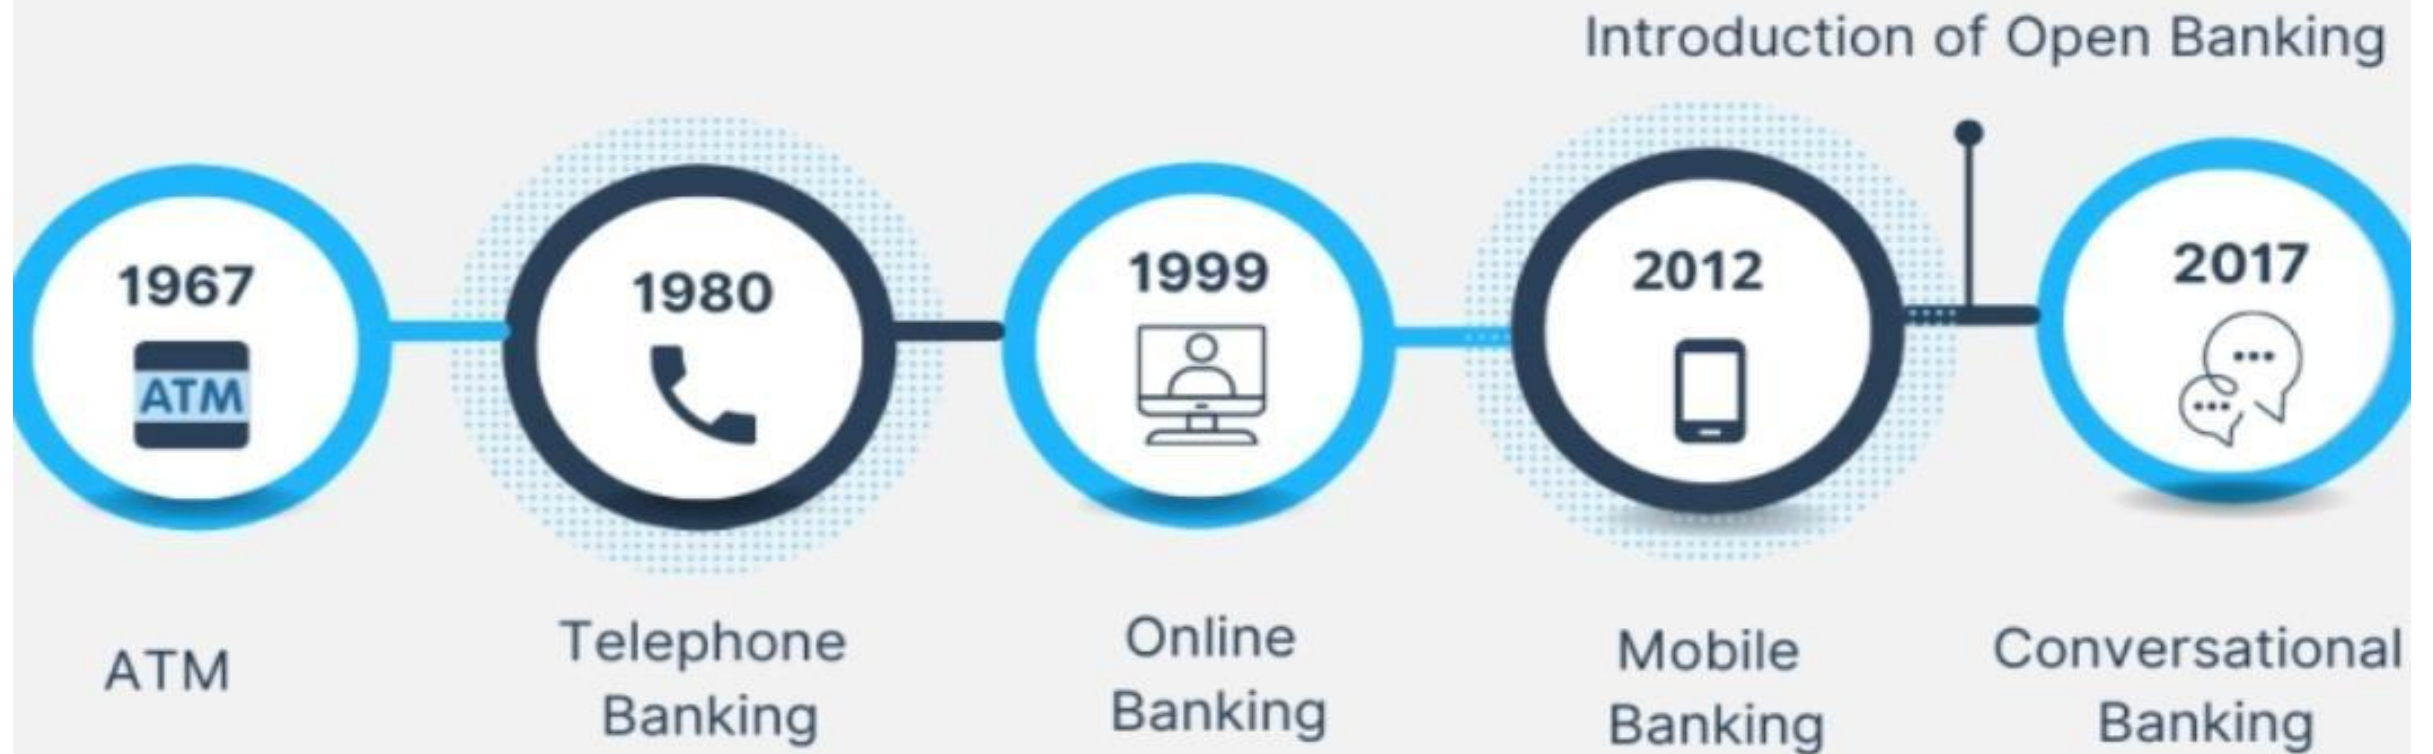 Introduction of Open Banking
1967
ATM
1980
1999
2012
2017
ATM
Telephone
Banking
Online
Banking
Mobile
Banking
Conversational
Banking